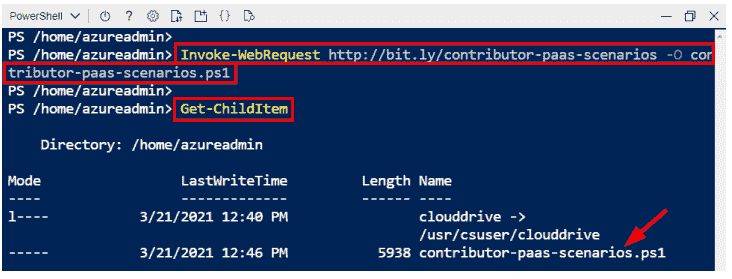 PowerShell
?
{}
PS /home/azureadmin>
PS /home/azureadmin> Invoke-WebRequest http://bit.ly/contributor-paas-scenarios -O con
tributor-paas-scenarios.ps1
PS /home/azureadmin>
PS /home/azureadmin> Get-ChildItem
Directory: /home/azureadmin
Mode LastWriteTime Length Name
---- ------------- ------ ----
l---- 3/21/2021 12:40 PM clouddrive ->
/usr/csuser/clouddrive
----- 3/21/2021 12:46 PM 5938 contributor-paas-scenarios.ps1